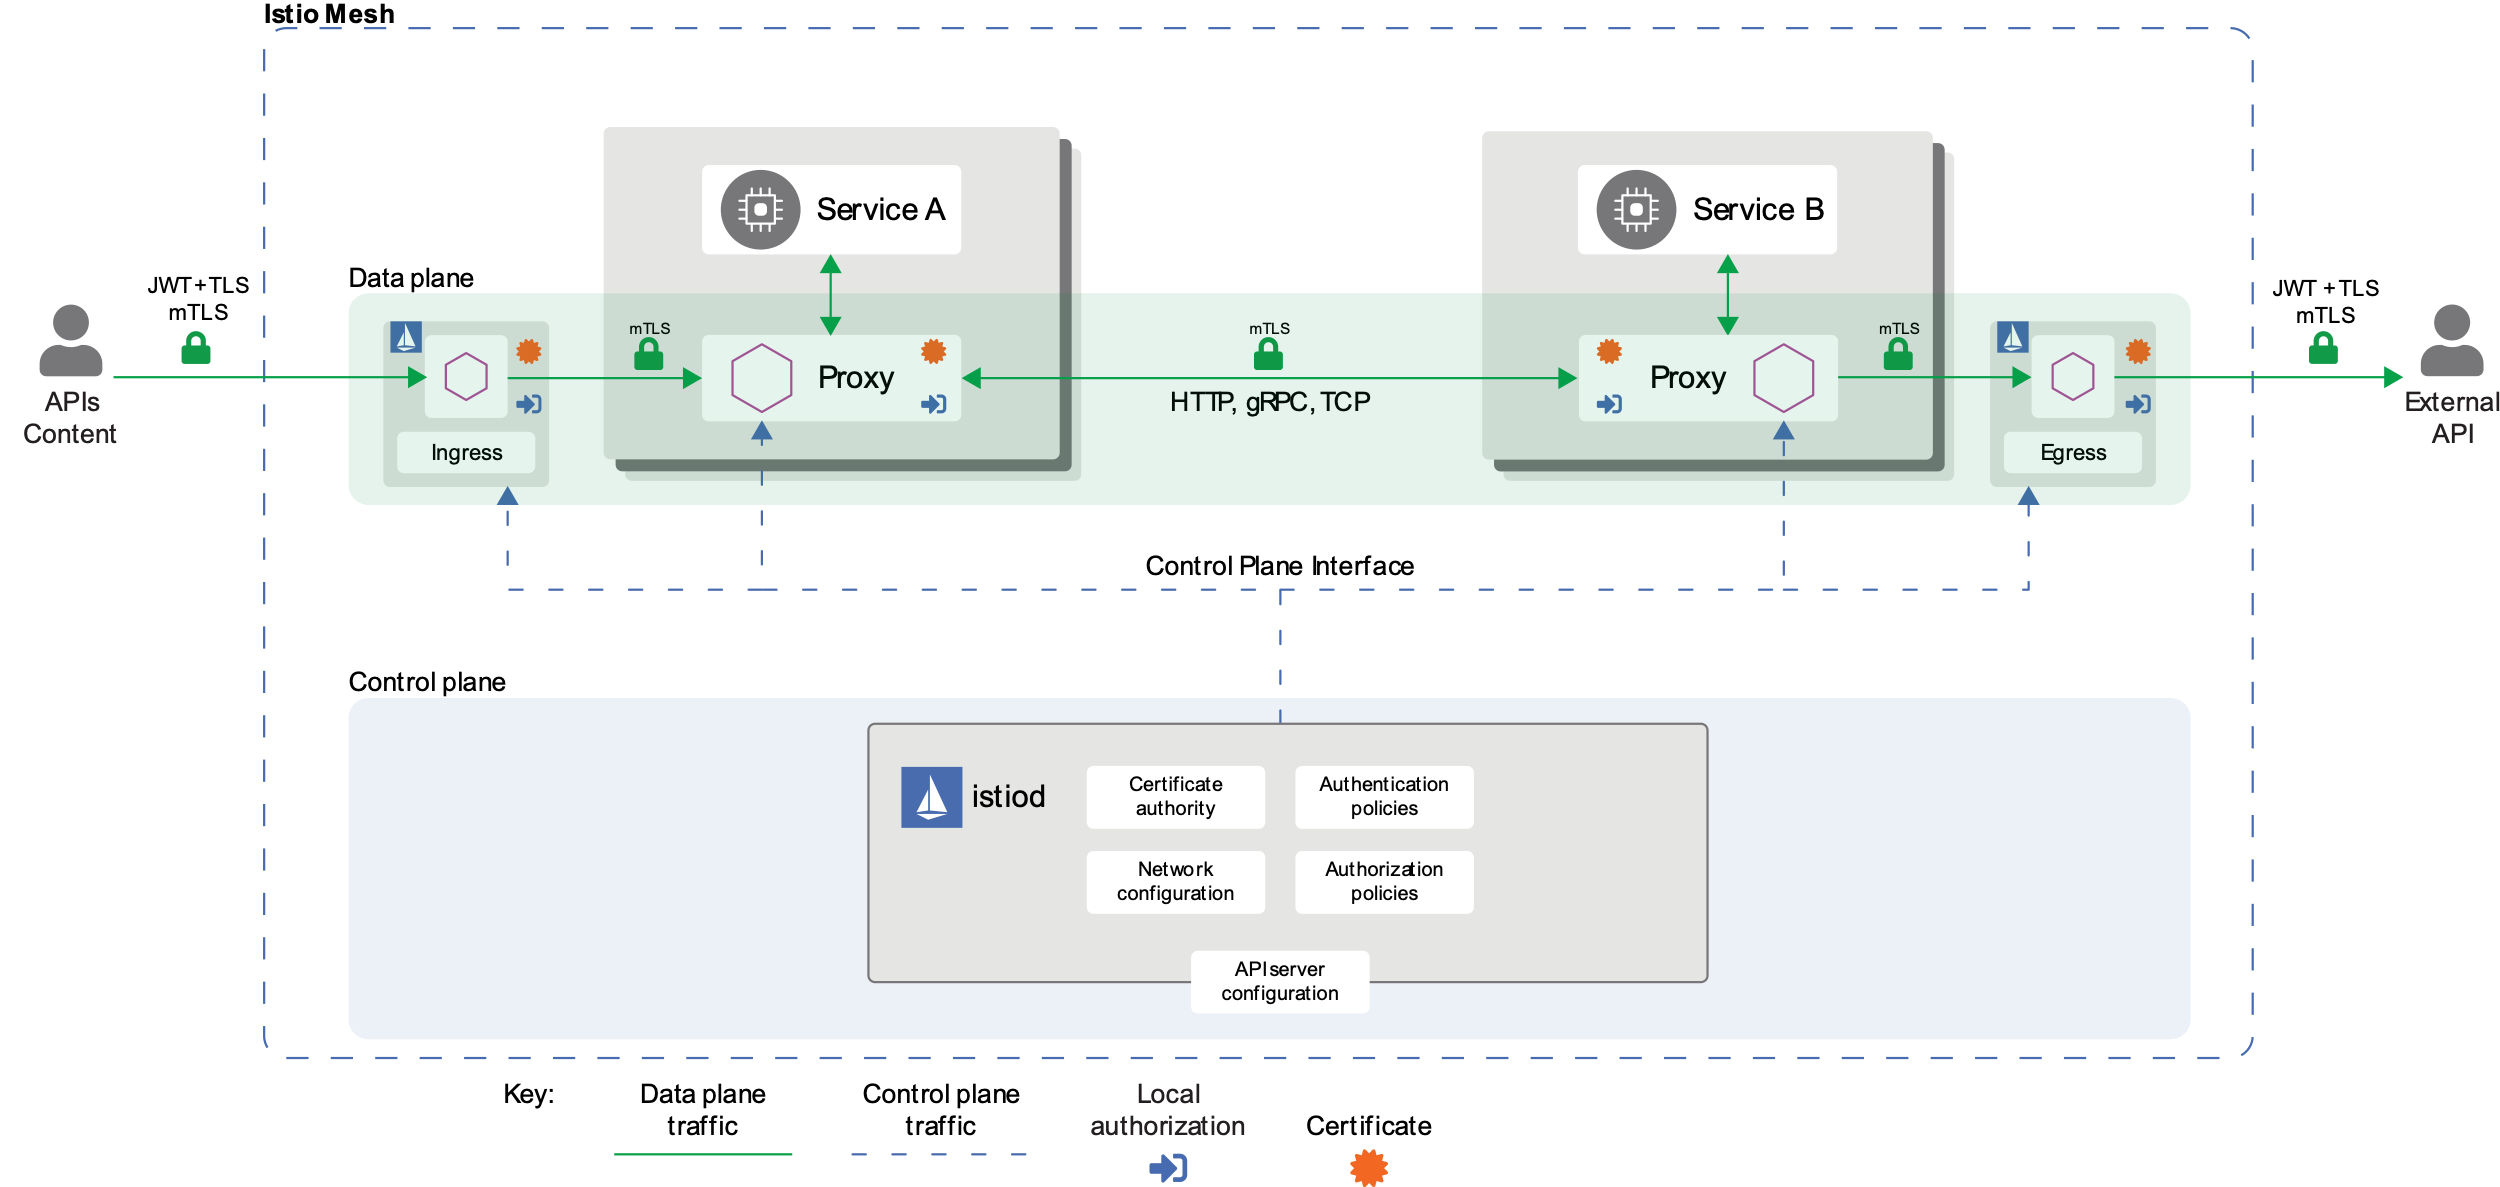 Istio Mesh
Service A
Service B
Data plane
JWT + TLS
mTLS
JWT + TLS
mTLS
mTLS
mTLS
mTLS
Proxy
Proxy
HTTP, gRPC, TCP
APIs
Content
External
API
Ingress
Egress
Control Plane Interface
Control plane
istiod
Certificate
authority
Authentication
policies
Network
configuration
Authorization
policies
API server
configuration
Key:
Data plane
traffic
Control plane
traffic
Local
authorization
Certificate